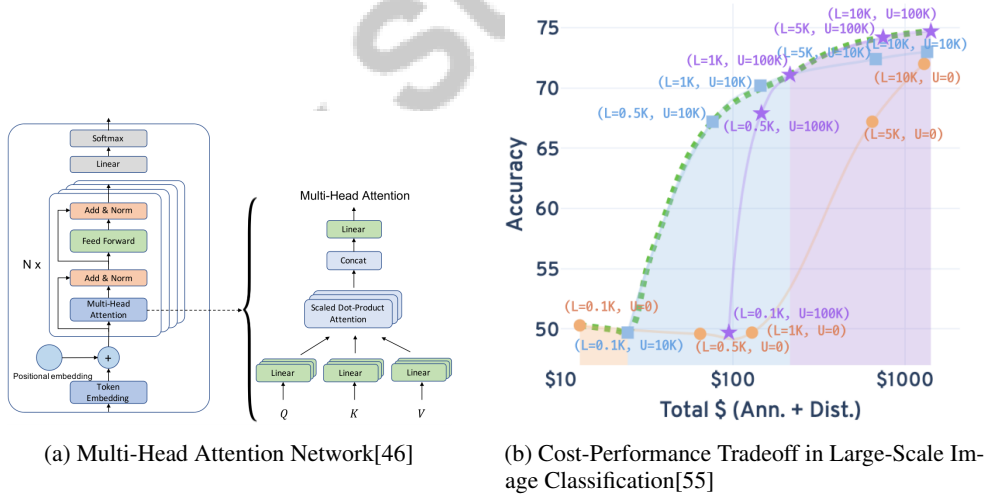 Softmax
Linear
Add & Norm
Feed Forward
N x
Add & Norm
Multi-Head
Attention
+
Positional embedding
Token
Embedding
Multi-Head Attention
Linear
Concat
Scaled Dot-Product
Attention
Linear
Linear
Linear
Q
K
V
(a) Multi-Head Attention Network[46]
Accuracy
75
70
65
60
55
50
(L=10K, U=100K)
(L=5K, U=100K)
(L=5K, U=10K)
(L=10K, U=10K)
(L=1K, U=100K)
(L=1K, U=10K)
(L=10K, U=0)
(L=0.5K, U=10K)
(L=0.5K, U=100K)
(L=5K, U=0)
(L=0.1K, U=0)
(L=0.1K, U=100K)
(L=1K, U=0)
(L=0.1K, U=10K)
(L=0.5K, U=0)
$10
$100
$1000
Total $ (Ann. + Dist.)
(b) Cost-Performance Tradeoff in Large-Scale Im-
age Classification[55]